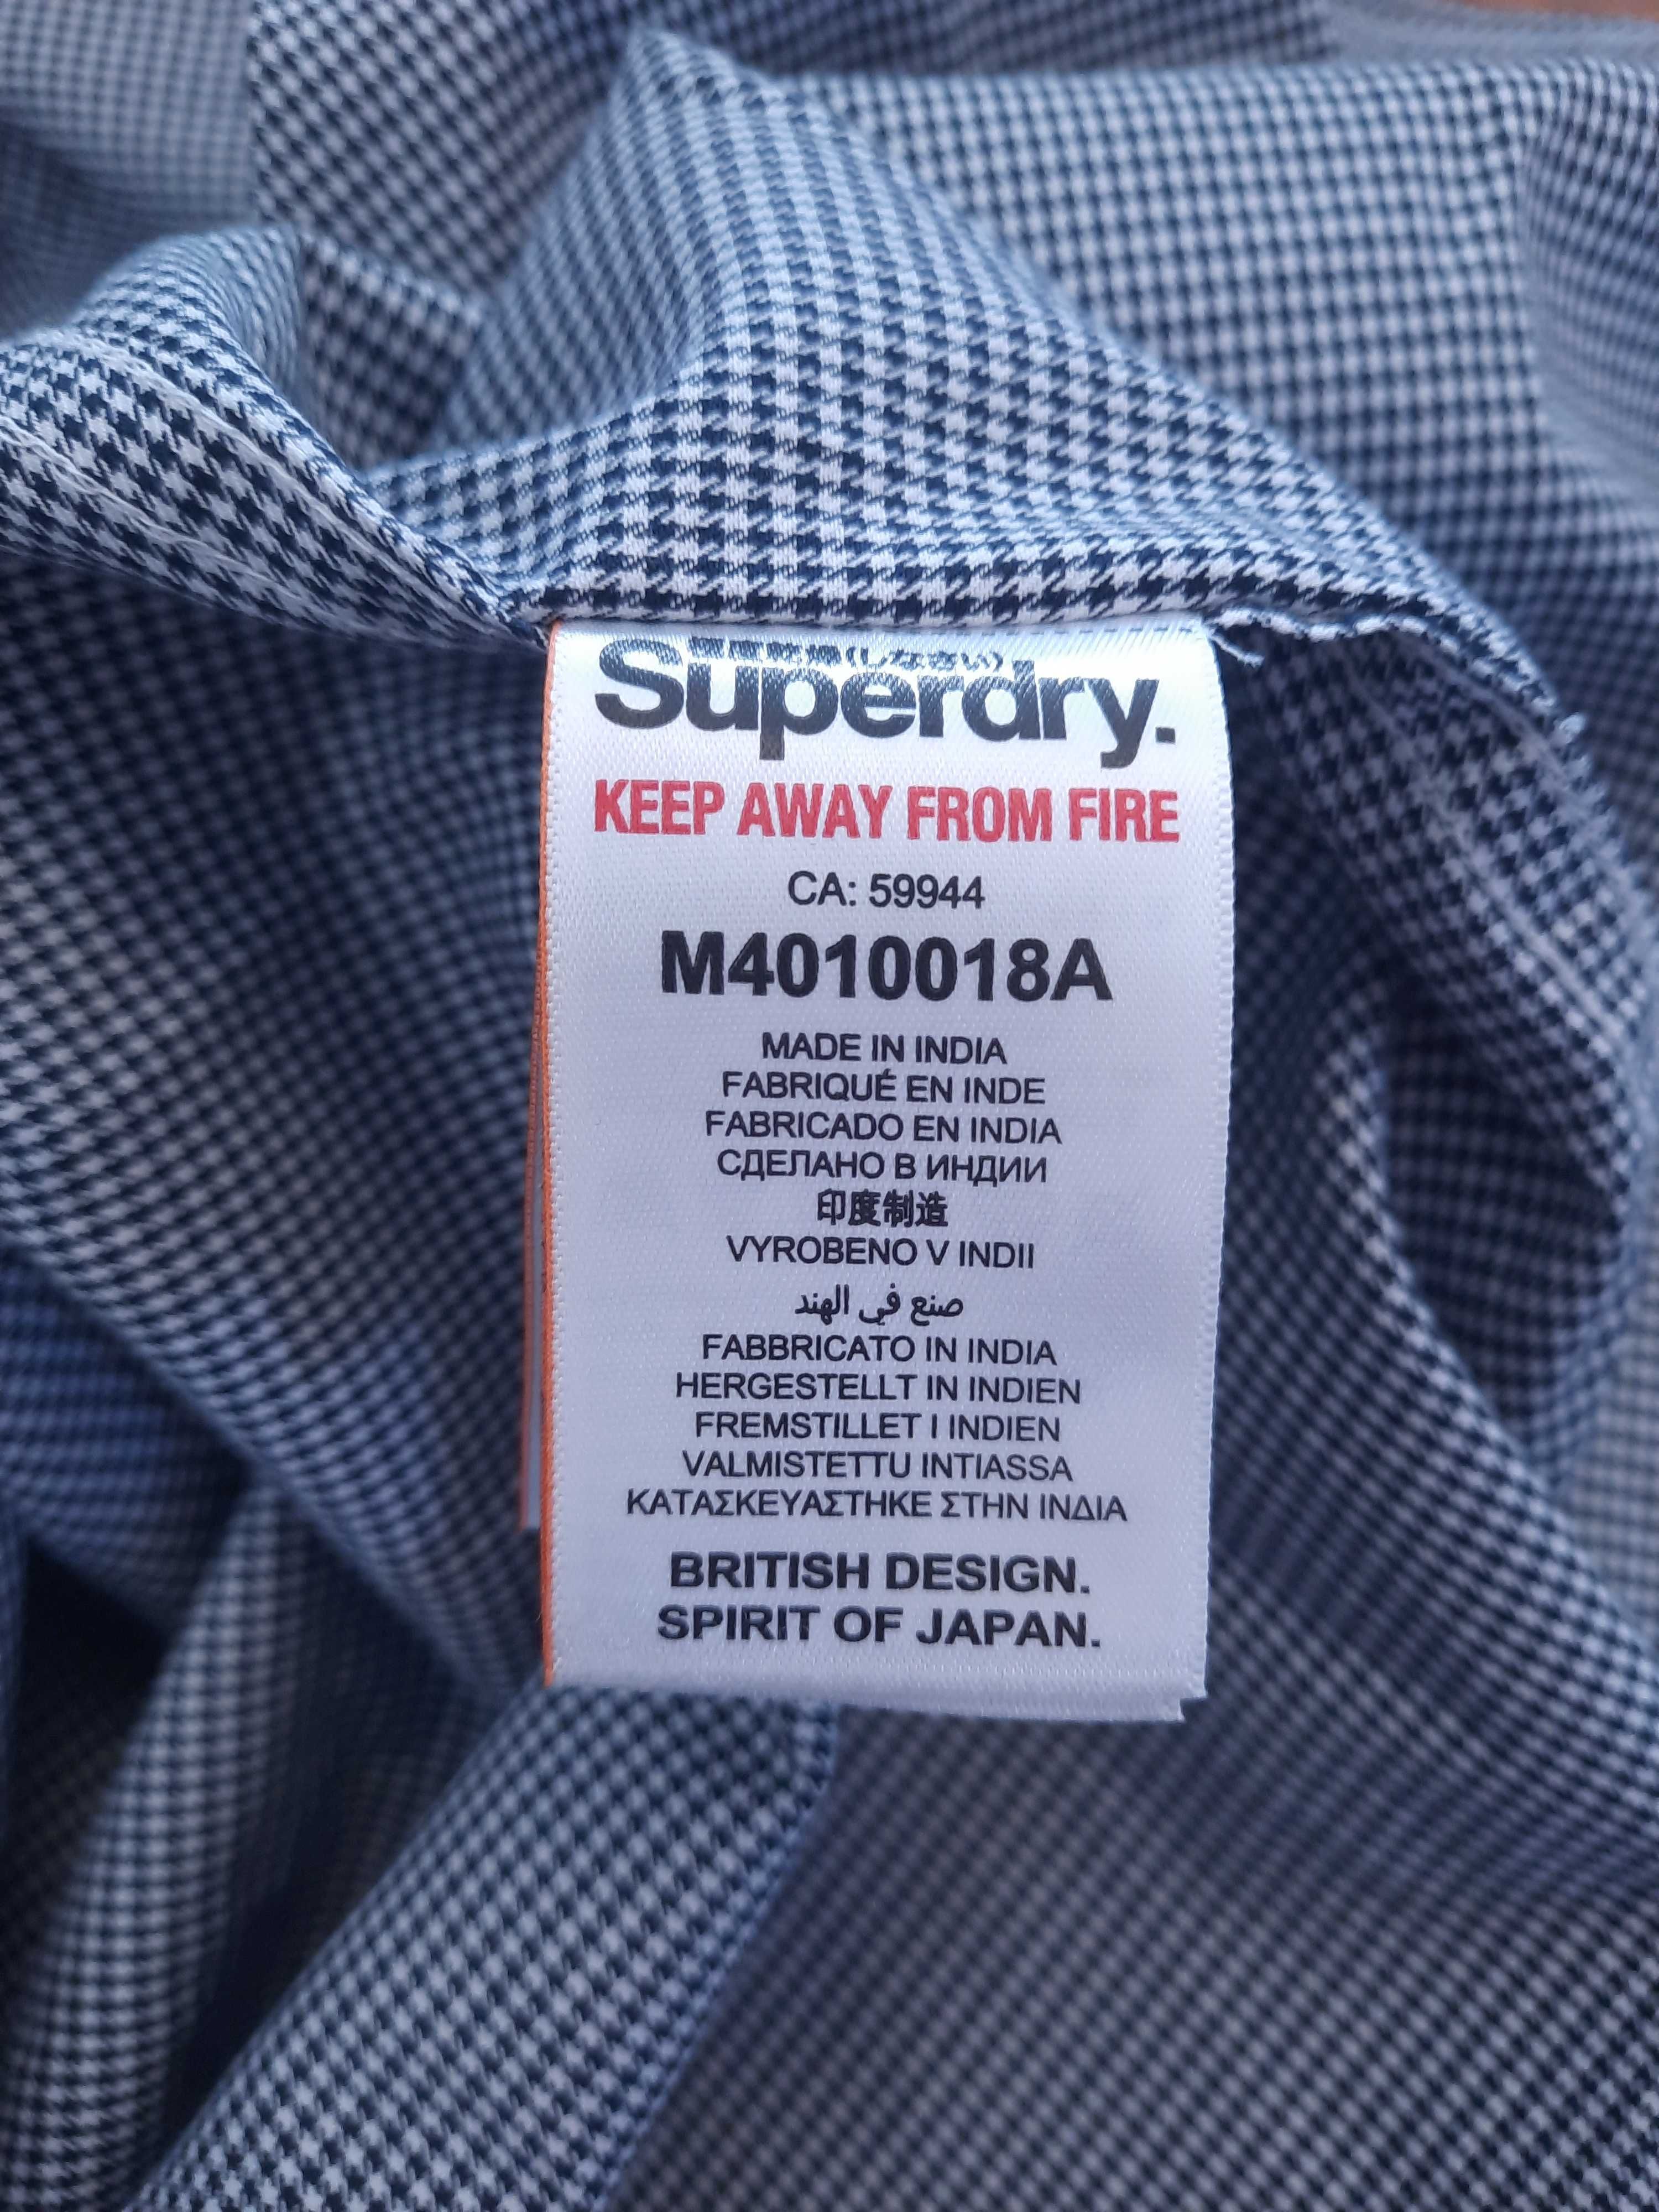 Superdry.
KEEP AWAY FROM FIRE
CA: 59944
M4010018A
MADE IN INDIA
FABRIQUÉ EN INDE
FABRICADO EN INDIA
СДЕЛАНО В ИНДИИ
印度制造
VYROBENO V INDII
صنع في الهند
FABBRICATO IN INDIA
HERGESTELLT IN INDIEN
FREMSTILLET I INDIEN
VALMISTETTU INTIASSA
ΚΑΤΑΣΚΕΥΑΣΤΗΚΕ ΣΤΗΝ ΙΝΔΙΑ
BRITISH DESIGN.
SPIRIT OF JAPAN.